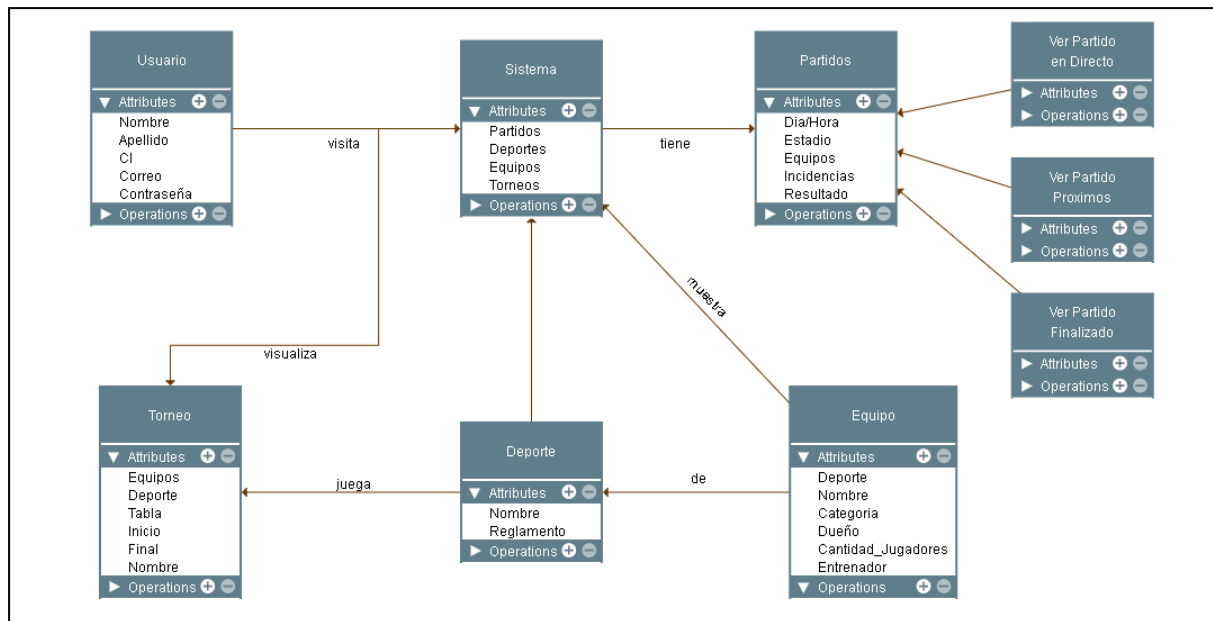 Usuario
Attributes
Nombre
Apellido
CI
Correo
Contraseña
Operations
visita
Sistema
Attributes
Partidos
Deportes
Equipos
Torneos
Operations
tiene
Partidos
Attributes
Dia/Hora
Estadio
Equipos
Incidencias
Resultado
Operations
Ver Partido
en Directo
Attributes
Operations
Ver Partido
Proximos
Attributes
Operations
Ver Partido
Finalizado
Attributes
Operations
muestra
visualiza
Torneo
Attributes
Equipos
Deporte
Tabla
Inicio
Final
Nombre
Operations
juega
Deporte
Attributes
Nombre
Reglamento
Operations
de
Equipo
Attributes
Deporte
Nombre
Categoria
Dueño
Cantidad_Jugadores
Entrenador
Operations